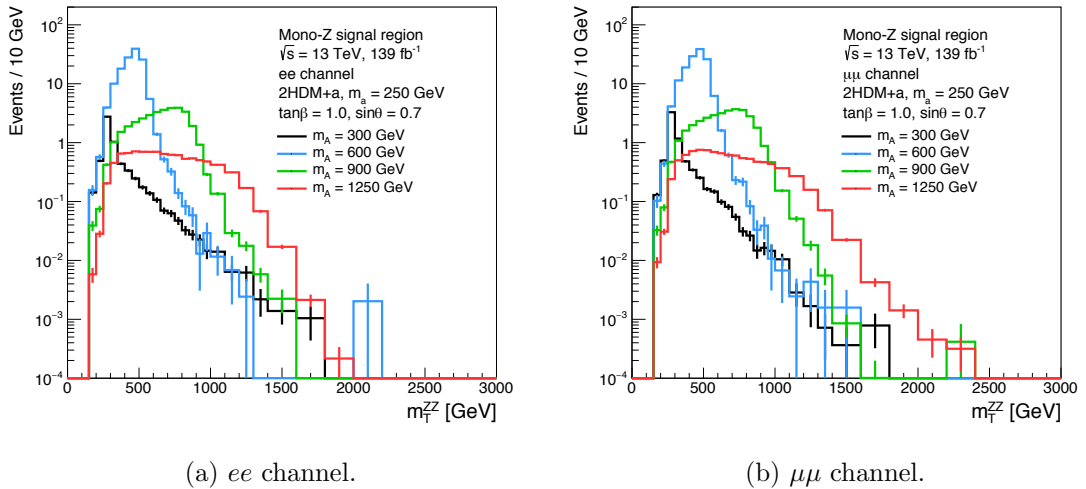 Events / 10 GeV
10²
10
1
10⁻¹
10⁻²
10⁻³
10⁻⁴
Mono-Z signal region
√s = 13 TeV, 139 fb⁻¹
ee channel
2HDM+a, mₐ = 250 GeV
tanβ = 1.0, sinθ = 0.7
m_A = 300 GeV
m_A = 600 GeV
m_A = 900 GeV
m_A = 1250 GeV
0 500 1000 1500 2000 2500 3000
m_T^ZZ [GeV]
(a) ee channel.
Events / 10 GeV
10²
10
1
10⁻¹
10⁻²
10⁻³
10⁻⁴
Mono-Z signal region
√s = 13 TeV, 139 fb⁻¹
μμ channel
2HDM+a, mₐ = 250 GeV
tanβ = 1.0, sinθ = 0.7
m_A = 300 GeV
m_A = 600 GeV
m_A = 900 GeV
m_A = 1250 GeV
0 500 1000 1500 2000 2500 3000
m_T^ZZ [GeV]
(b) μμ channel.